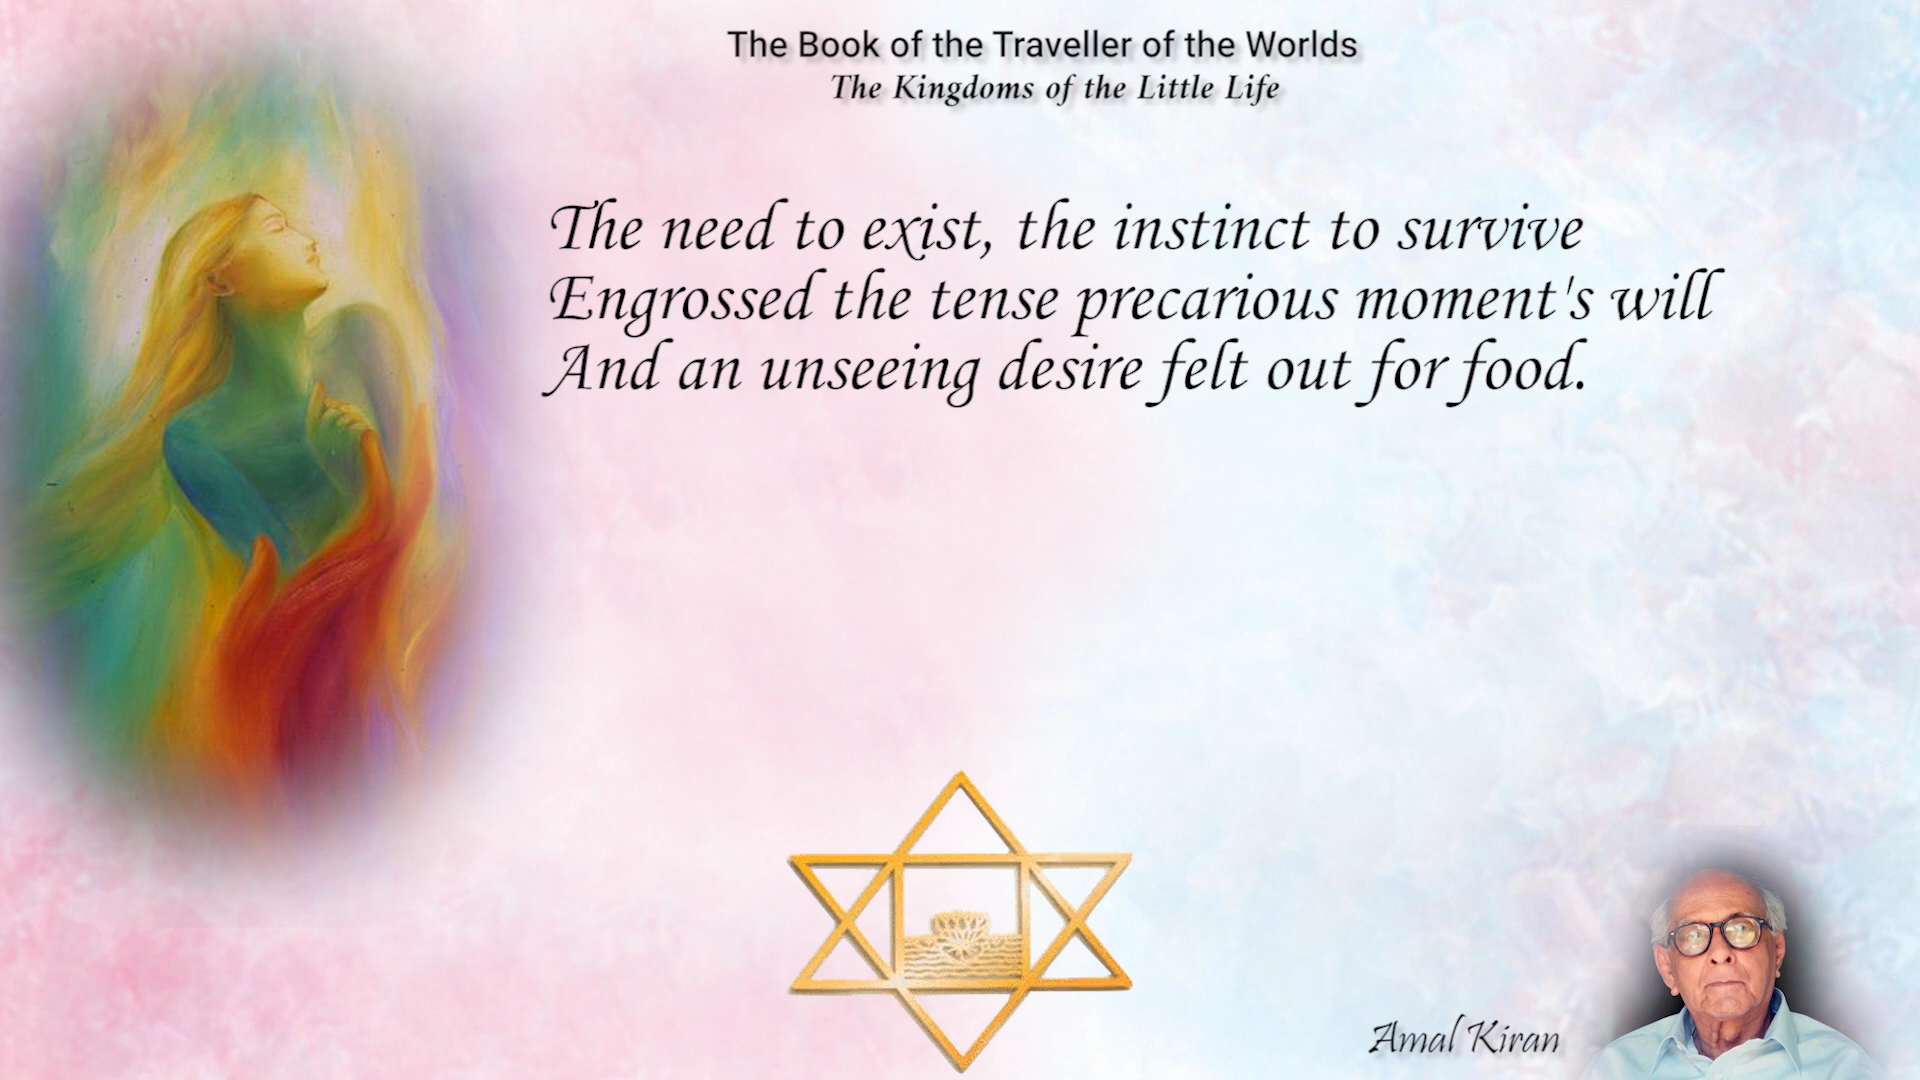 The Book of the Traveller of the Worlds
The Kingdoms of the Little Life
The need to exist, the instinct to survive
Engrossed the tense precarious moment's will
And an unseeing desire felt out for food.
Amal Kiran